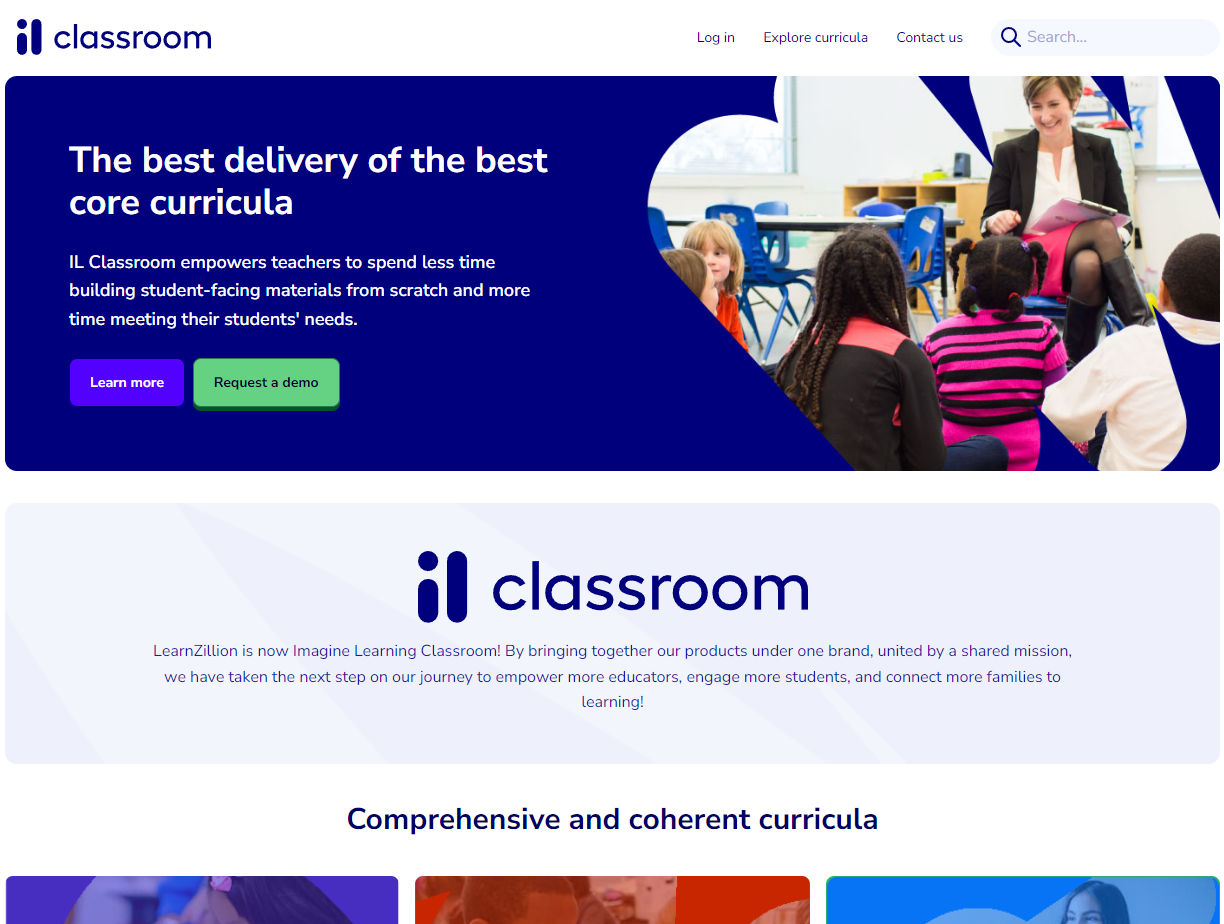 il classroom
Log in
Explore curricula
Contact us
Search...
The best delivery of the best
core curricula
IL Classroom empowers teachers to spend less time
building student-facing materials from scratch and more
time meeting their students' needs.
Learn more
Request a demo
il classroom
LearnZillion is now Imagine Learning Classroom! By bringing together our products under one brand, united by a shared mission,
we have taken the next step on our journey to empower more educators, engage more students, and connect more families to
learning!
Comprehensive and coherent curricula